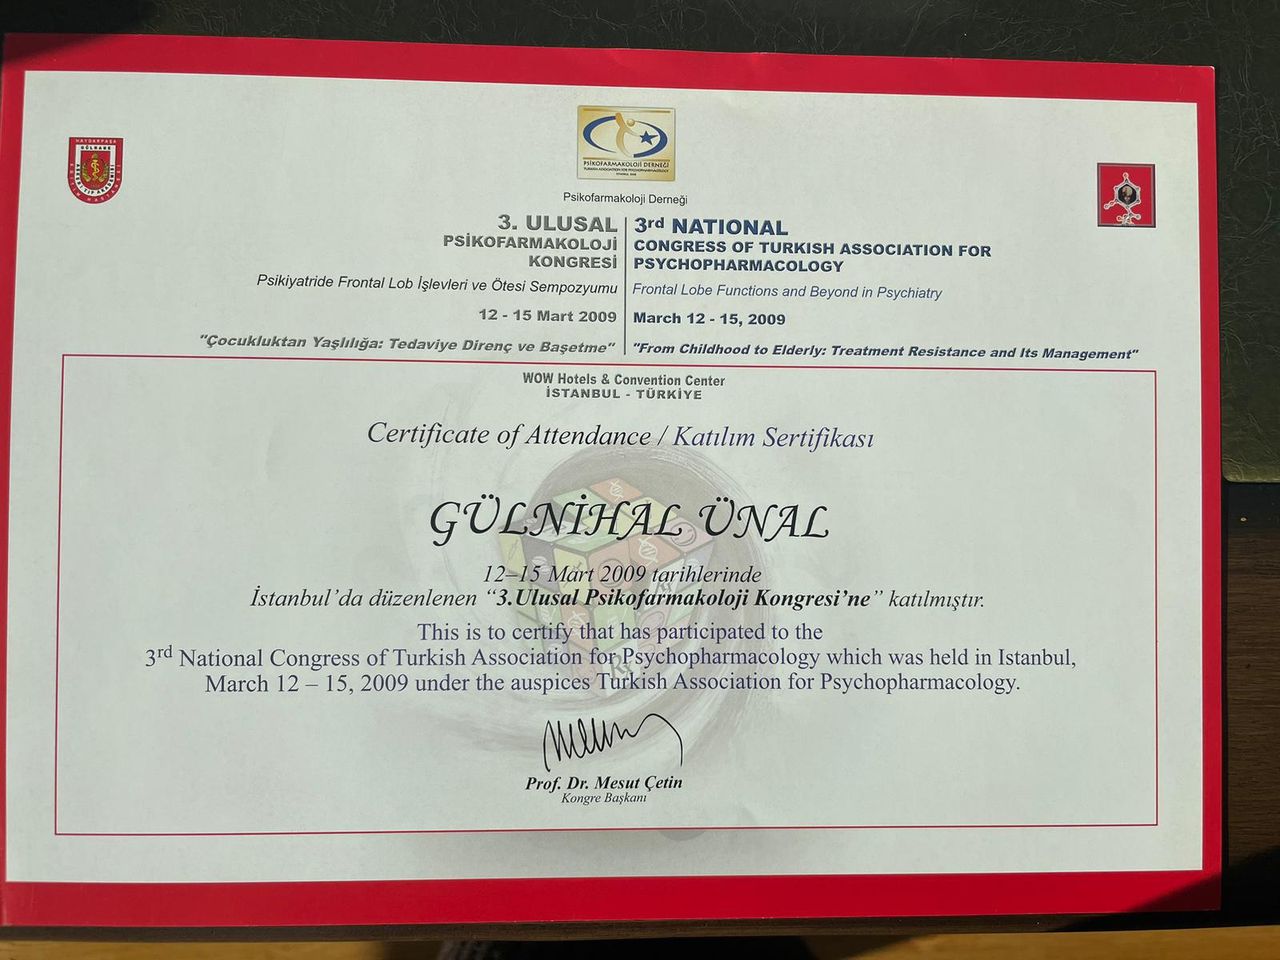 HAYDARPAŞA
GÜLHANE
PSİKOFARMAKOLOJİ DERNEĞİ
TURKISH ASSOCIATION FOR PSYCHOPHARMACOLOGY
Psikofarmakoloji Derneği
3. ULUSAL
PSİKOFARMAKOLOJİ
KONGRESİ
Psikiyatride Frontal Lob İşlevleri ve Ötesi Sempozyumu
12 - 15 Mart 2009
"Çocukluktan Yaşlılığa: Tedaviye Direnç ve Başetme"
3rd NATIONAL
CONGRESS OF TURKISH ASSOCIATION FOR
PSYCHOPHARMACOLOGY
Frontal Lobe Functions and Beyond in Psychiatry
March 12 - 15, 2009
"From Childhood to Elderly: Treatment Resistance and Its Management"
WOW Hotels & Convention Center
İSTANBUL - TÜRKİYE
Certificate of Attendance / Katılım Sertifikası
GÜLNİHAL ÜNAL
12–15 Mart 2009 tarihlerinde
İstanbul'da düzenlenen "3.Ulusal Psikofarmakoloji Kongresi'ne" katılmıştır.
This is to certify that has participated to the
3rd National Congress of Turkish Association for Psychopharmacology which was held in Istanbul,
March 12 – 15, 2009 under the auspices Turkish Association for Psychopharmacology.
Prof. Dr. Mesut Çetin
Kongre Başkanı